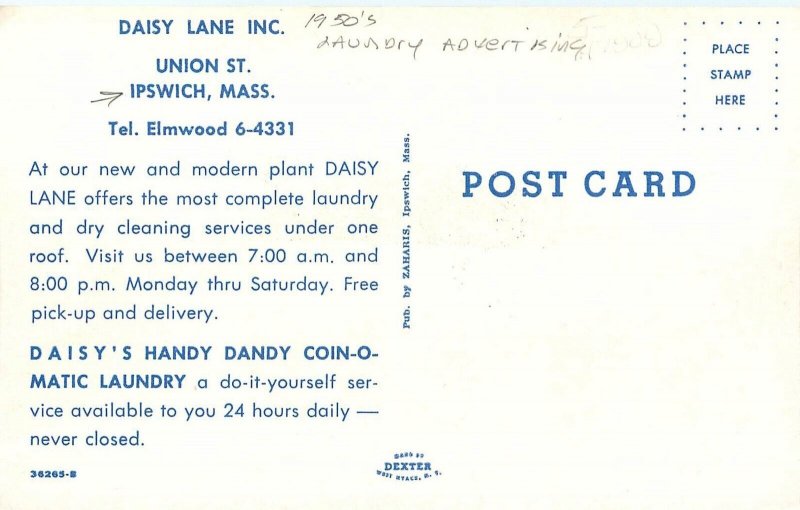 DAISY LANE INC.
UNION ST.
IPSWICH, MASS.
Tel. Elmwood 6-4331
At our new and modern plant DAISY
LANE offers the most complete laundry
and dry cleaning services under one
roof. Visit us between 7:00 a.m. and
8:00 p.m. Monday thru Saturday. Free
pick-up and delivery.
DAISY'S HANDY DANDY COIN-O-
MATIC LAUNDRY a do-it-yourself ser-
vice available to you 24 hours daily —
never closed.
36265-B
1950's
LAUNDRY ADVERTISING
Pub. by ZAHARIS, Ipswich, Mass.
DEXTER
WEST NYACK, N. Y.
POST CARD
PLACE
STAMP
HERE